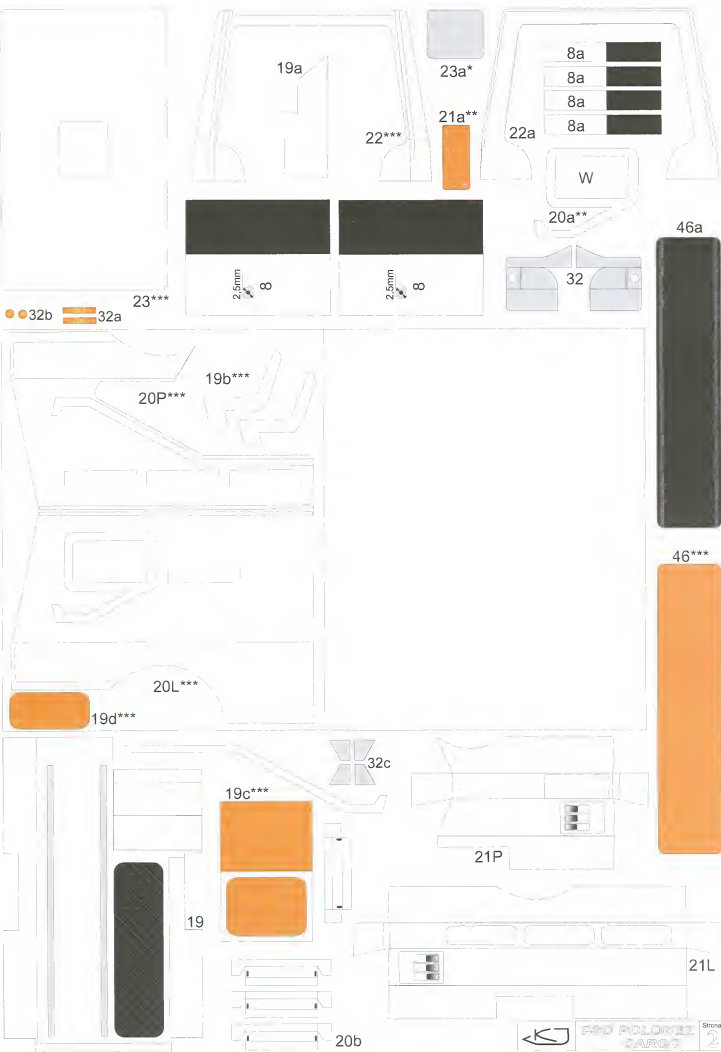 19a
23a*
8a
8a
8a
8a
21a**
22***
22a
W
20a**
46a
32
2,5mm
8
2,5mm
8
23***
32b
32a
19b***
20P***
46***
20L***
19d***
32c
19c***
21P
19
21L
20b
KJ
FSO POLONEZ
CARGO
Strona
2